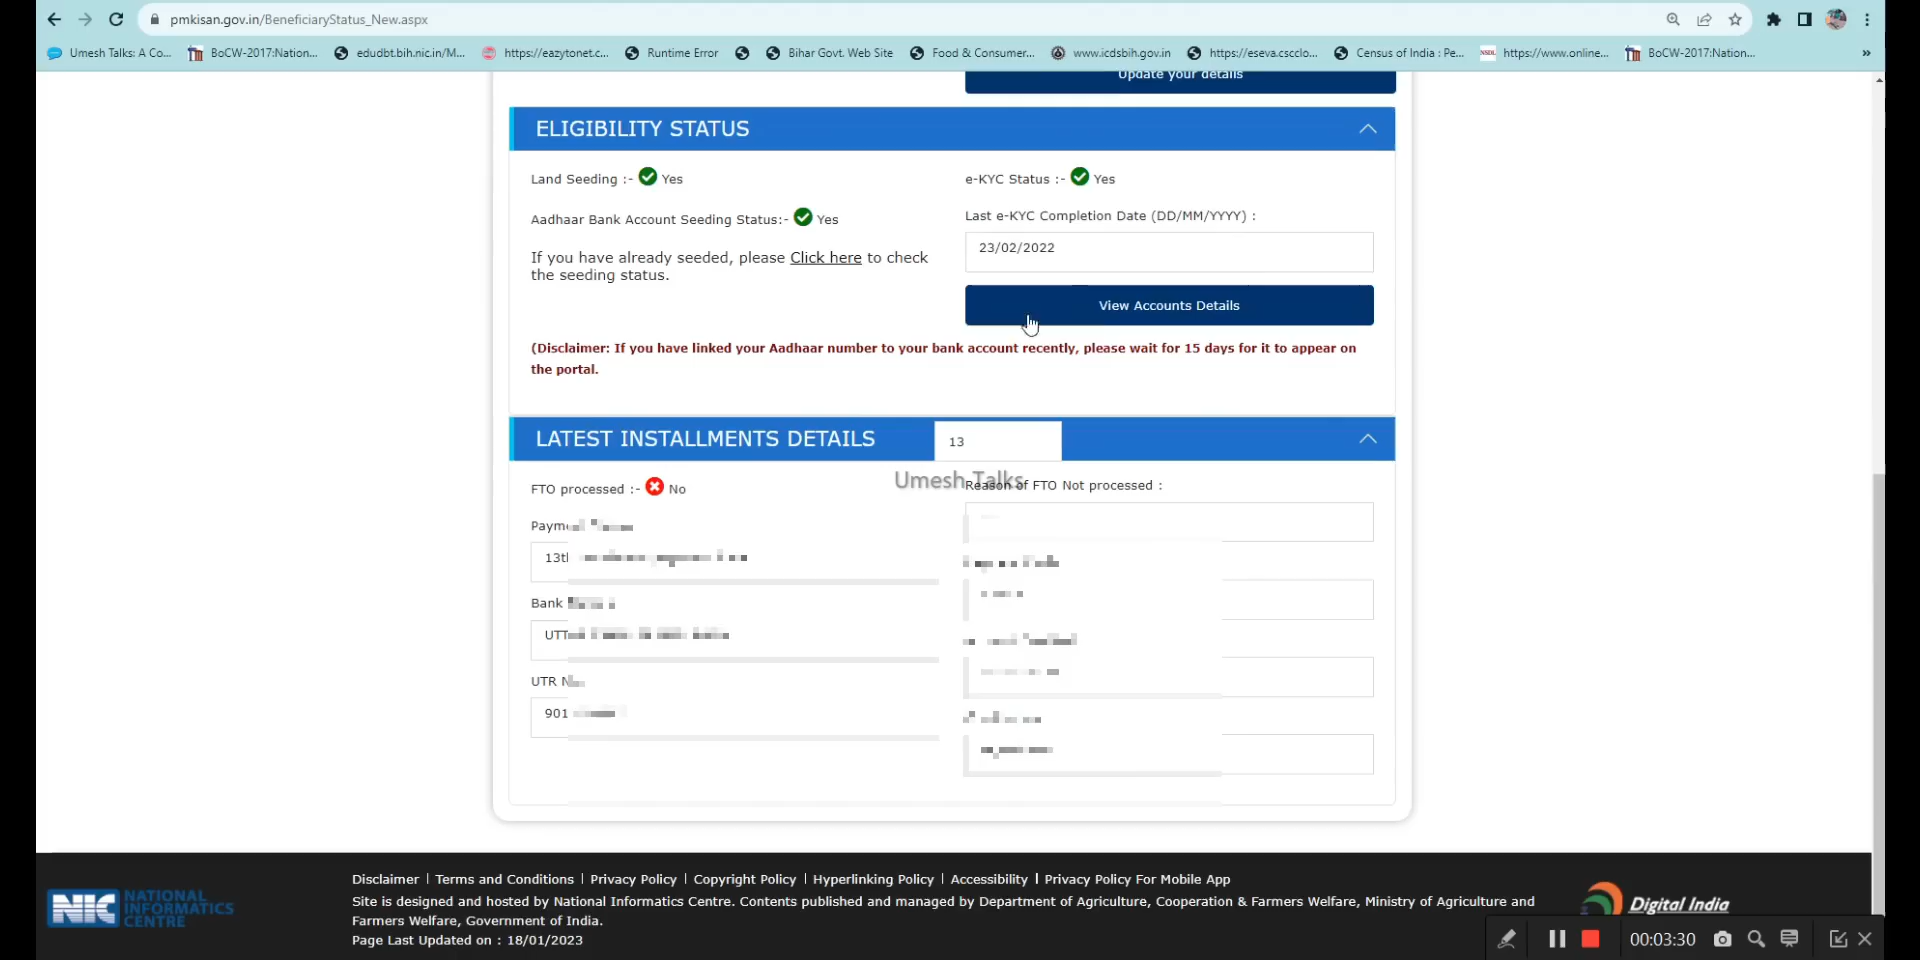 pmkisan.gov.in/BeneficiaryStatus_New.aspx
Umesh Talks: A Co... BoCW-2017:Nation... edudbt.bih.nic.in/M... https://eazytonet.c... Runtime Error Bihar Govt. Web Site Food & Consumer... www.icdsbih.gov.in https://eseva.cscclo... Census of India : Pe... NSDL https://www.online... BoCW-2017:Nation... »
Update your details
ELIGIBILITY STATUS
Land Seeding :- Yes
e-KYC Status :- Yes
Aadhaar Bank Account Seeding Status:- Yes
Last e-KYC Completion Date (DD/MM/YYYY) :
23/02/2022
If you have already seeded, please Click here to check
the seeding status.
View Accounts Details
(Disclaimer: If you have linked your Aadhaar number to your bank account recently, please wait for 15 days for it to appear on
the portal.
LATEST INSTALLMENTS DETAILS 13
Umesh Talks
FTO processed :- No
Reason of FTO Not processed :
Bank
UTR
901
NIC NATIONAL
INFORMATICS
CENTRE
Disclaimer | Terms and Conditions | Privacy Policy | Copyright Policy | Hyperlinking Policy | Accessibility | Privacy Policy For Mobile App
Site is designed and hosted by National Informatics Centre. Contents published and managed by Department of Agriculture, Cooperation & Farmers Welfare, Ministry of Agriculture and
Farmers Welfare, Government of India.
Page Last Updated on : 18/01/2023
Digital India
00:03:30